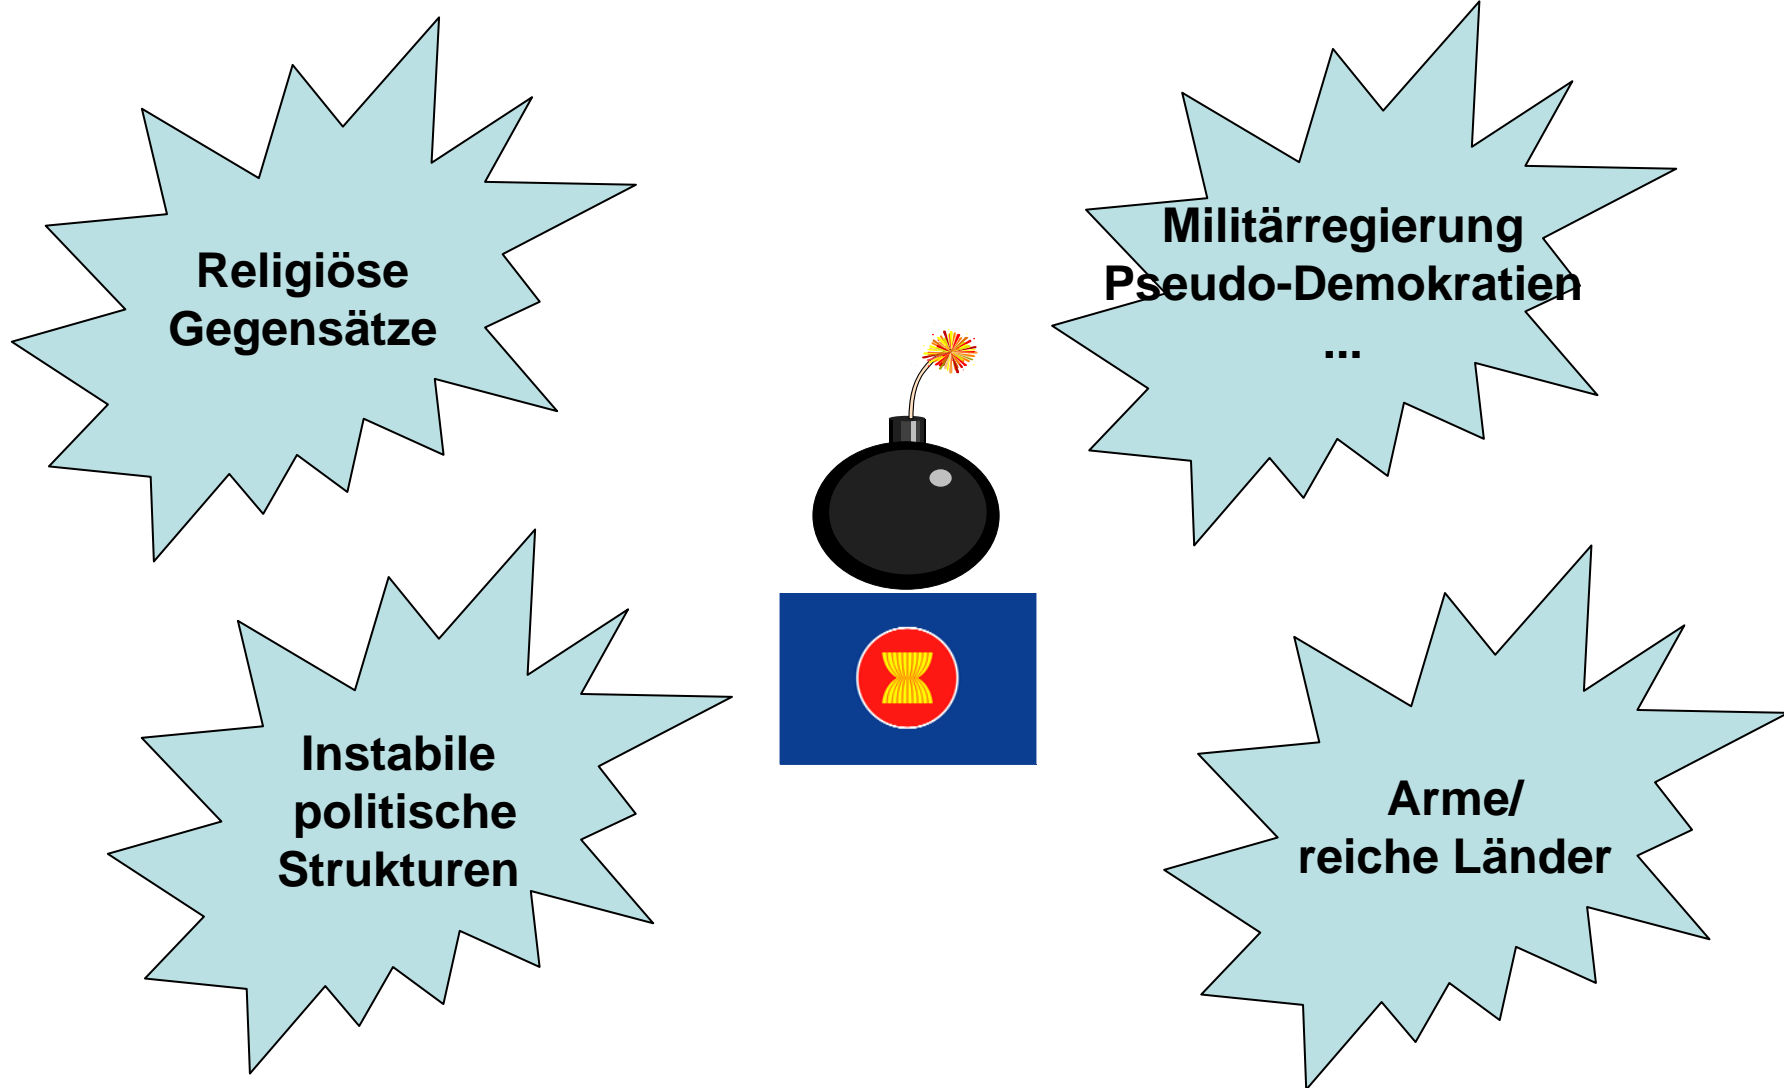 Religiöse
Gegensätze
Militärregierung
Pseudo-Demokratien
...
Instabile
politische
Strukturen
Arme/
reiche Länder